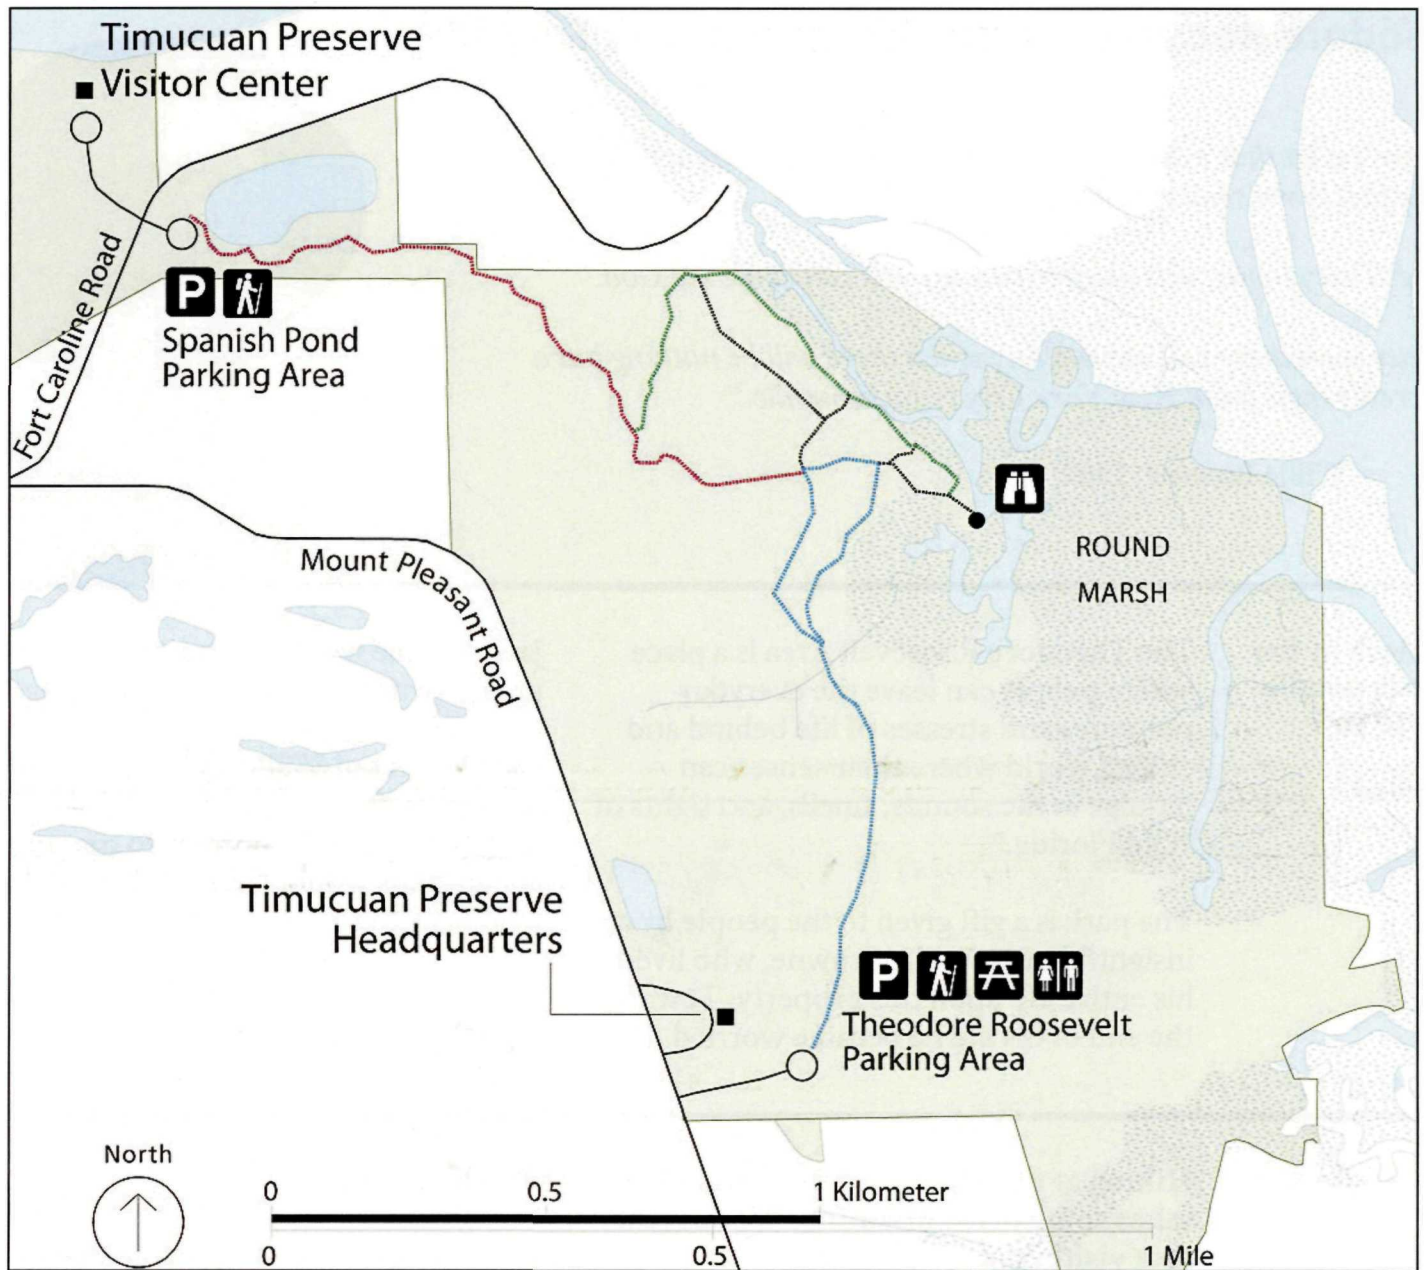 Timucuan Preserve
Visitor Center
Fort Caroline Road
P
Spanish Pond
Parking Area
ROUND
MARSH
Mount Pleasant Road
Timucuan Preserve
Headquarters
P
Theodore Roosevelt
Parking Area
North
0 0.5 1 Kilometer
0 0.5 1 Mile